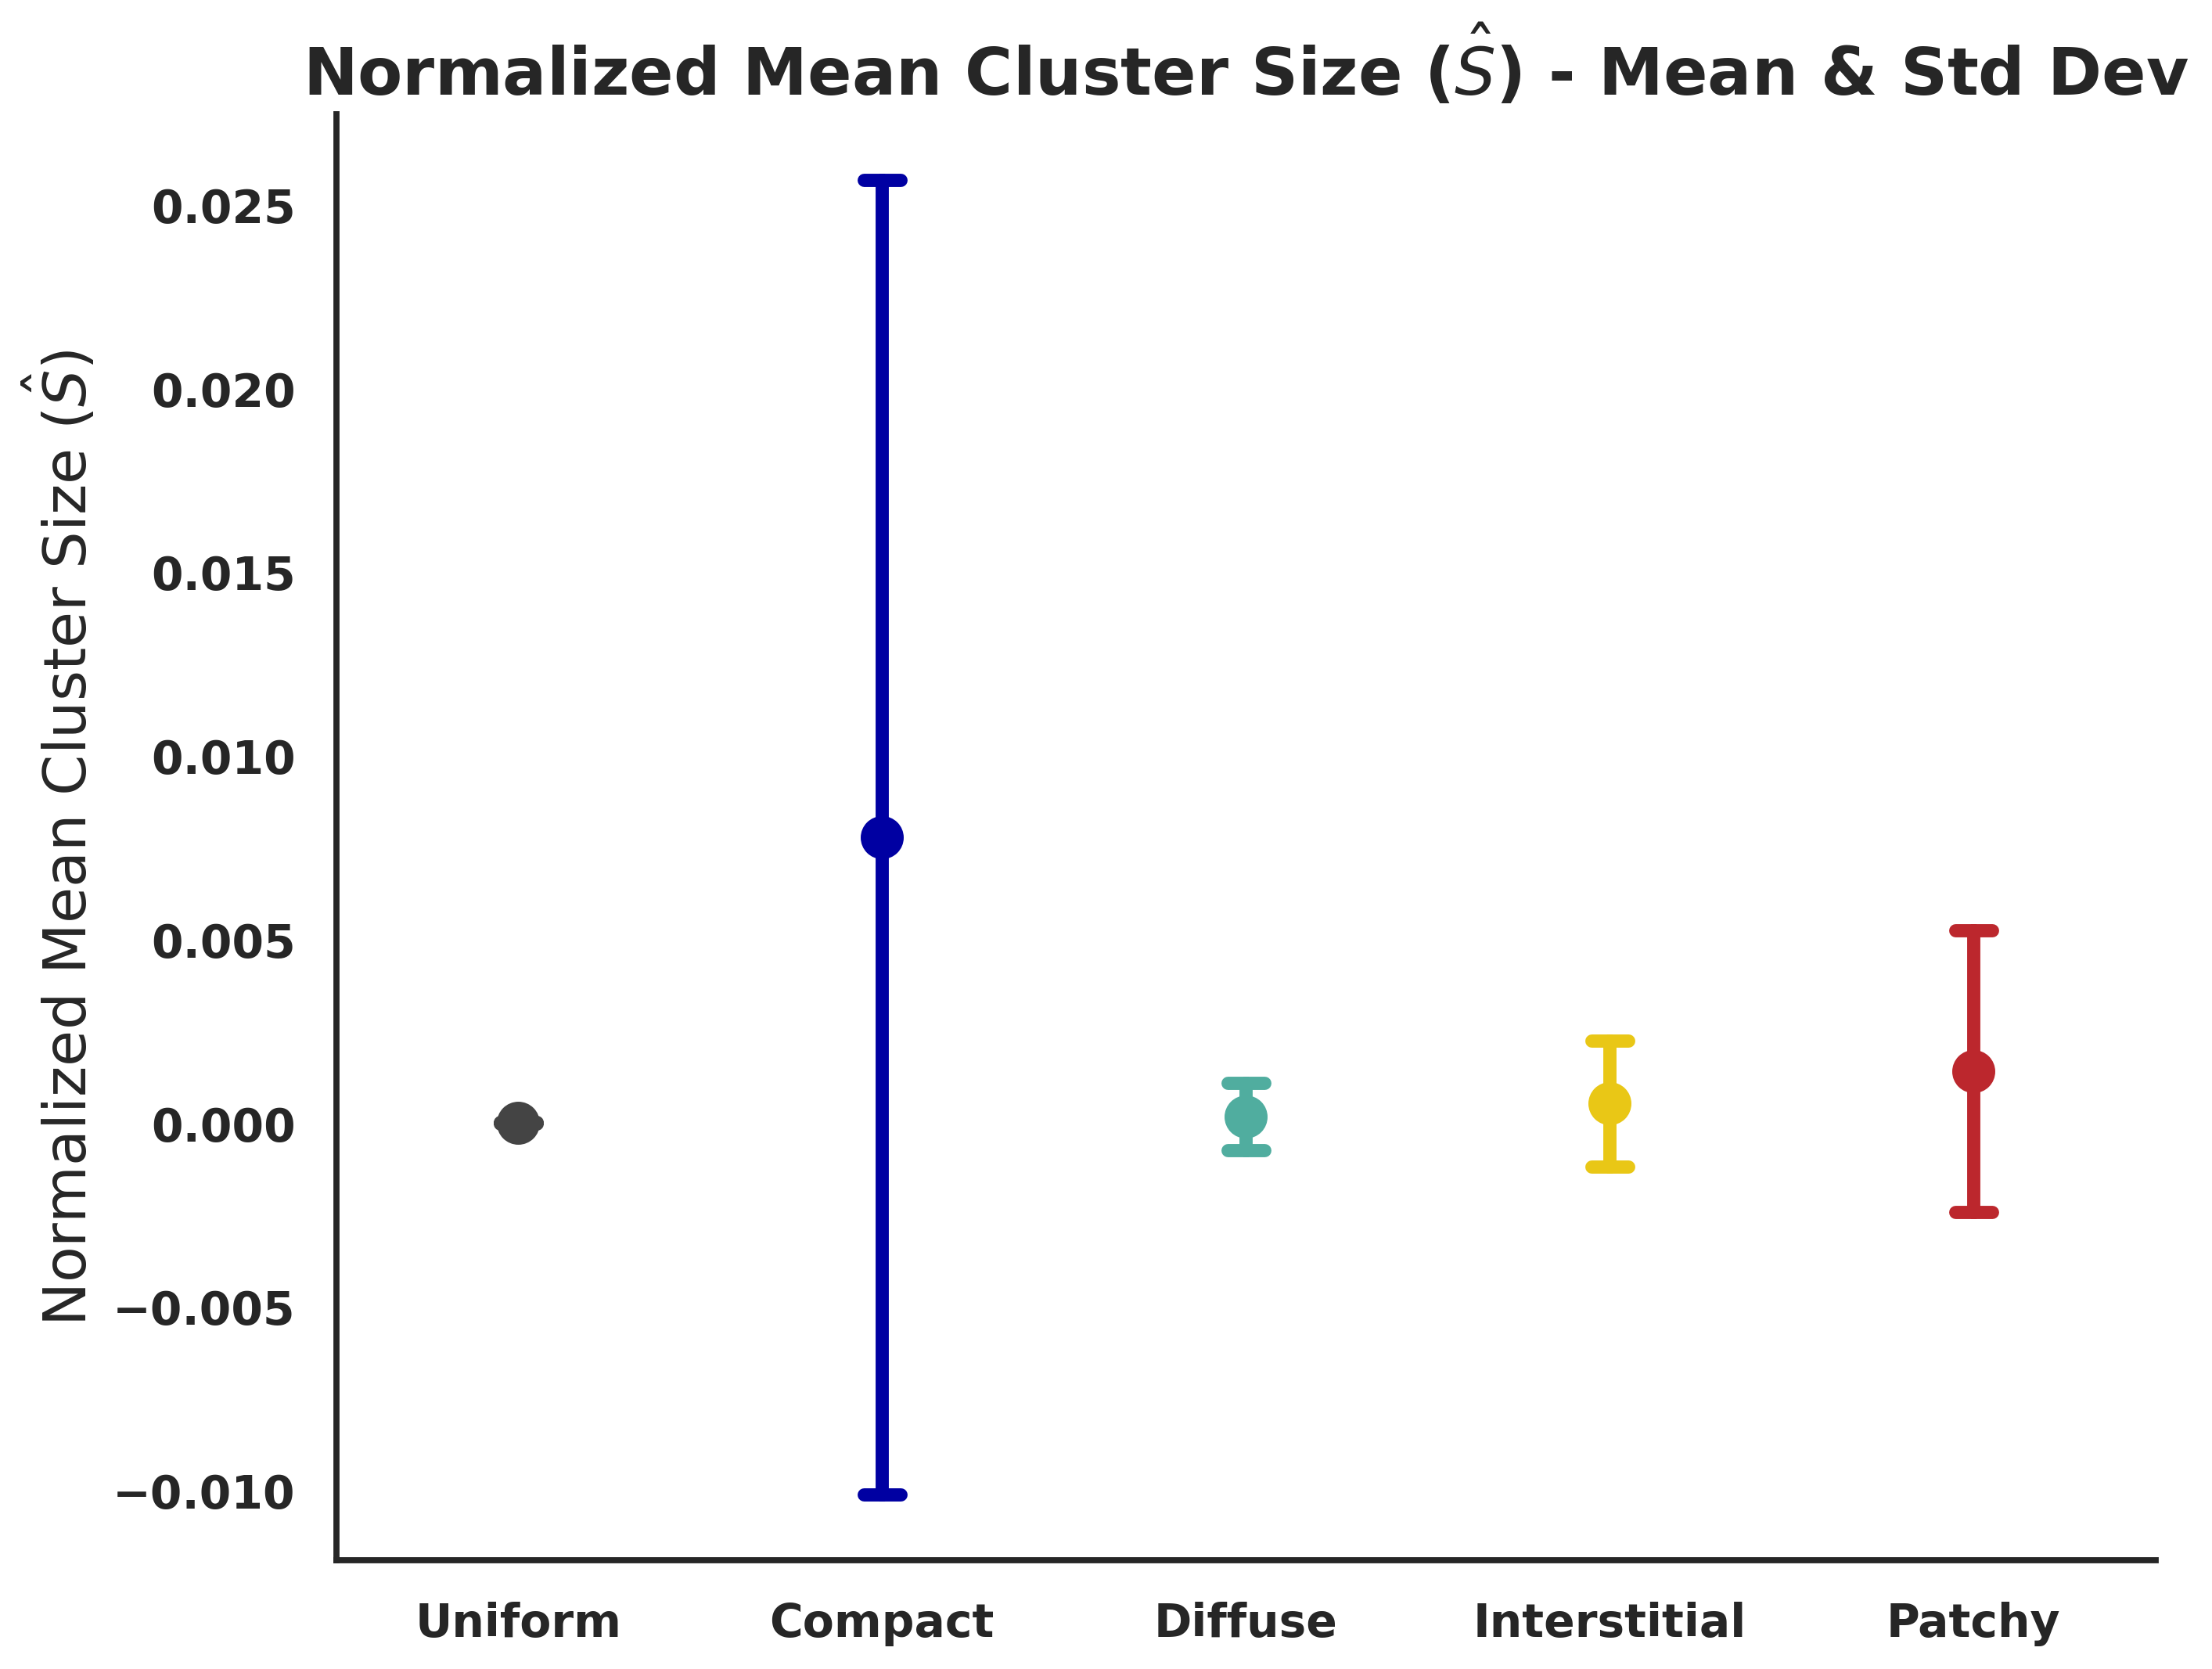 Normalized Mean Cluster Size (Ŝ) - Mean & Std Dev
Normalized Mean Cluster Size (Ŝ)
0.025
0.020
0.015
0.010
0.005
0.000
−0.005
−0.010
Uniform Compact Diffuse Interstitial Patchy